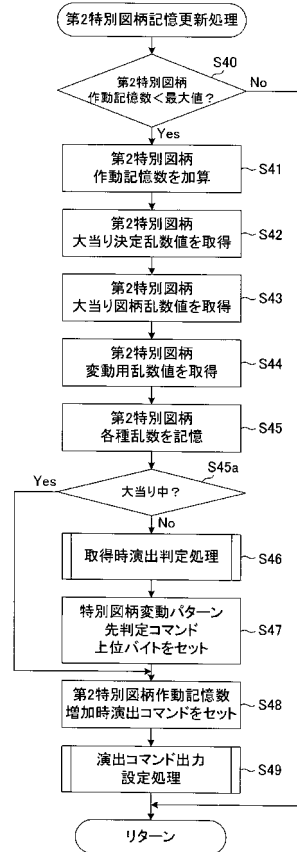 第2特別図柄記憶更新処理
S40
第2特別図柄
作動記憶数<最大値?
No
Yes
第2特別図柄
作動記憶数を加算
S41
第2特別図柄
大当り決定乱数値を取得
S42
第2特別図柄
大当り図柄乱数値を取得
S43
第2特別図柄
変動用乱数値を取得
S44
第2特別図柄
各種乱数を記憶
S45
S45a
Yes
大当り中?
No
取得時演出判定処理
S46
特別図柄変動パターン
先判定コマンド
上位バイトをセット
S47
第2特別図柄作動記憶数
増加時演出コマンドをセット
S48
演出コマンド出力
設定処理
S49
リターン